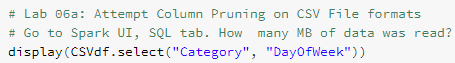 # Lab 06a: Attempt Column Pruning on CSV File formats
# Go to Spark UI, SQL tab. How  many MB of data was read?
display(CSVdf.select("Category", "DayOfWeek"))